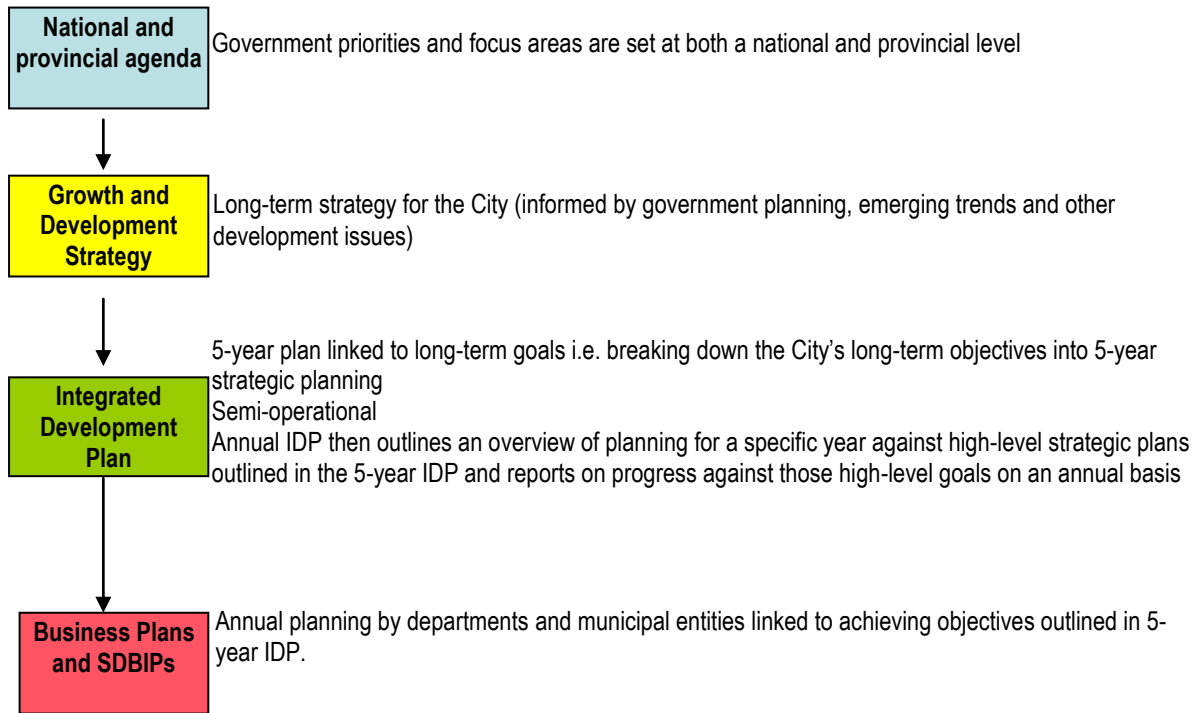 National and
provincial agenda
Government priorities and focus areas are set at both a national and provincial level
Growth and
Development
Strategy
Long-term strategy for the City (informed by government planning, emerging trends and other
development issues)
Integrated
Development
Plan
5-year plan linked to long-term goals i.e. breaking down the City’s long-term objectives into 5-year
strategic planning
Semi-operational
Annual IDP then outlines an overview of planning for a specific year against high-level strategic plans
outlined in the 5-year IDP and reports on progress against those high-level goals on an annual basis
Business Plans
and SDBIPs
Annual planning by departments and municipal entities linked to achieving objectives outlined in 5-
year IDP.